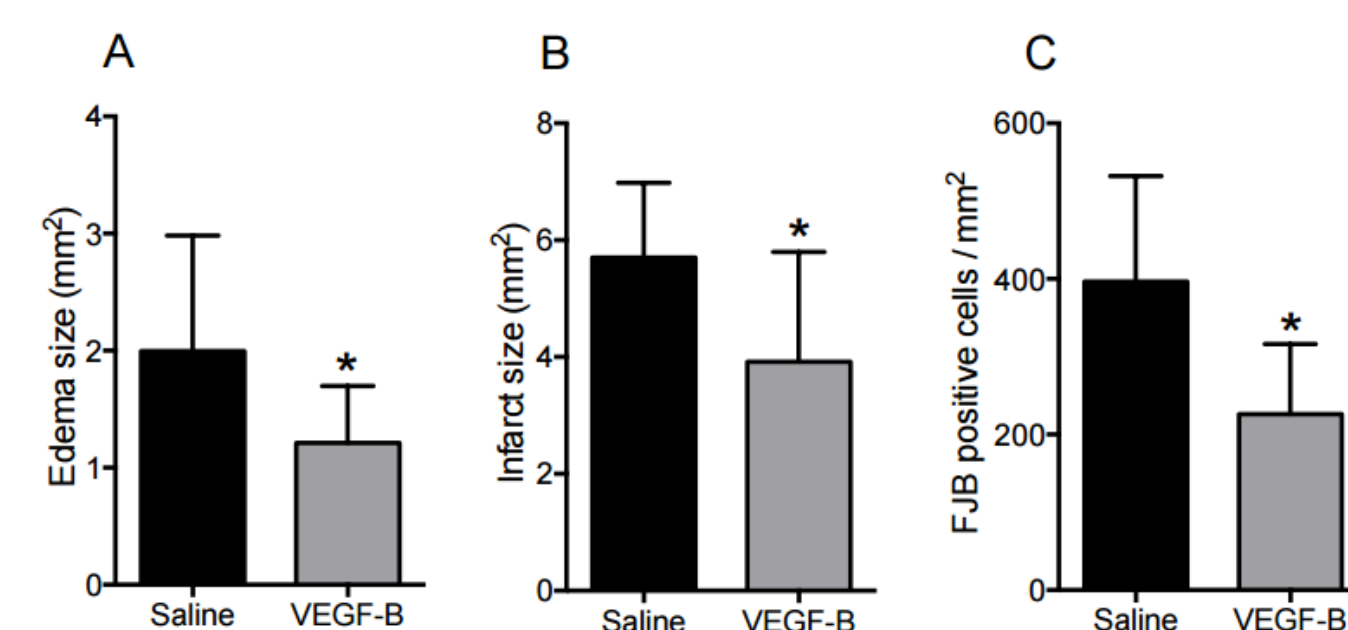 A
Edema size (mm²)
4
3
2
1
0
*
Saline VEGF-B
B
Infarct size (mm²)
8
6
4
2
0
*
Saline VEGF-B
C
FJB positive cells / mm²
600
400
200
0
*
Saline VEGF-B